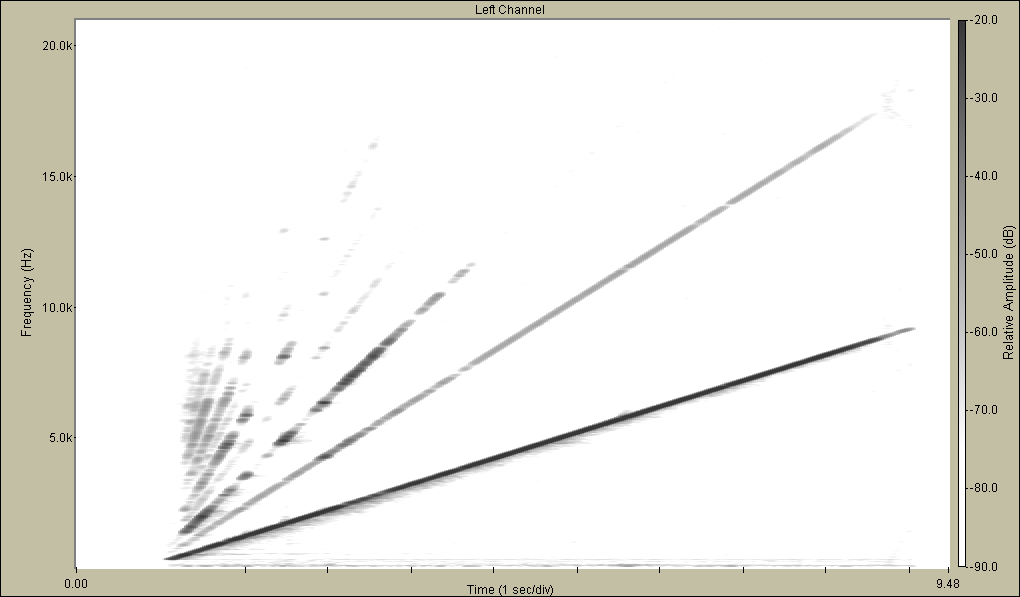 Left Channel
20.0k
15.0k
10.0k
5.0k
Frequency (Hz)
0.00
Time (1 sec/div)
9.48
-20.0
-30.0
-40.0
-50.0
-60.0
-70.0
-80.0
-90.0
Relative Amplitude (dB)